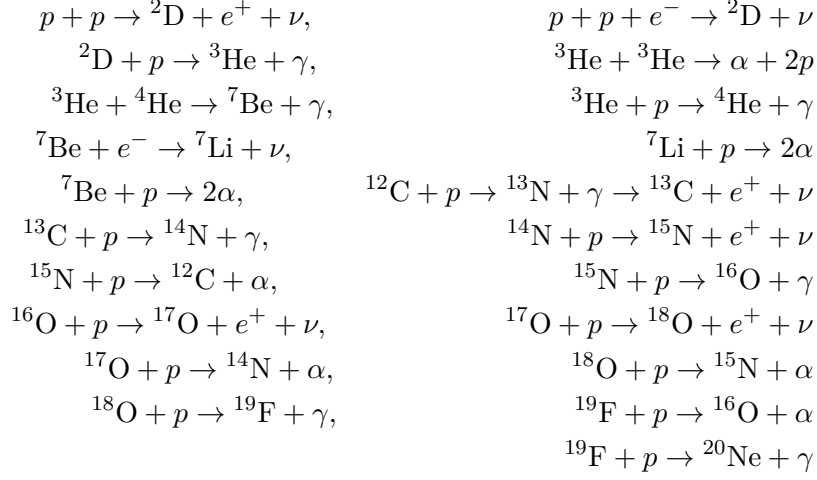 p + p → ²D + e⁺ + ν, p + p + e⁻ → ²D + ν
²D + p → ³He + γ, ³He + ³He → α + 2p
³He + ⁴He → ⁷Be + γ, ³He + p → ⁴He + γ
⁷Be + e⁻ → ⁷Li + ν, ⁷Li + p → 2α
⁷Be + p → 2α, ¹²C + p → ¹³N + γ → ¹³C + e⁺ + ν
¹³C + p → ¹⁴N + γ, ¹⁴N + p → ¹⁵N + e⁺ + ν
¹⁵N + p → ¹²C + α, ¹⁵N + p → ¹⁶O + γ
¹⁶O + p → ¹⁷O + e⁺ + ν, ¹⁷O + p → ¹⁸O + e⁺ + ν
¹⁷O + p → ¹⁴N + α, ¹⁸O + p → ¹⁵N + α
¹⁸O + p → ¹⁹F + γ, ¹⁹F + p → ¹⁶O + α
¹⁹F + p → ²⁰Ne + γ